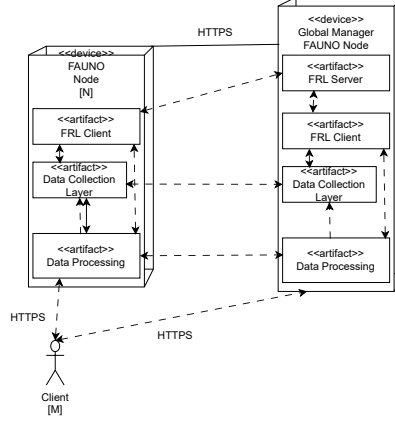 HTTPS
<<device>>
Global Manager
FAUNO Node
<<artifact>>
FRL Server
<<artifact>>
FRL Client
<<artifact>>
Data Collection
Layer
<<artifact>>
Data Processing
<<device>>
FAUNO
Node
[N]
<<artifact>>
FRL Client
<<artifact>>
Data Collection
Layer
<<artifact>>
Data Processing
HTTPS
HTTPS
Client
[M]